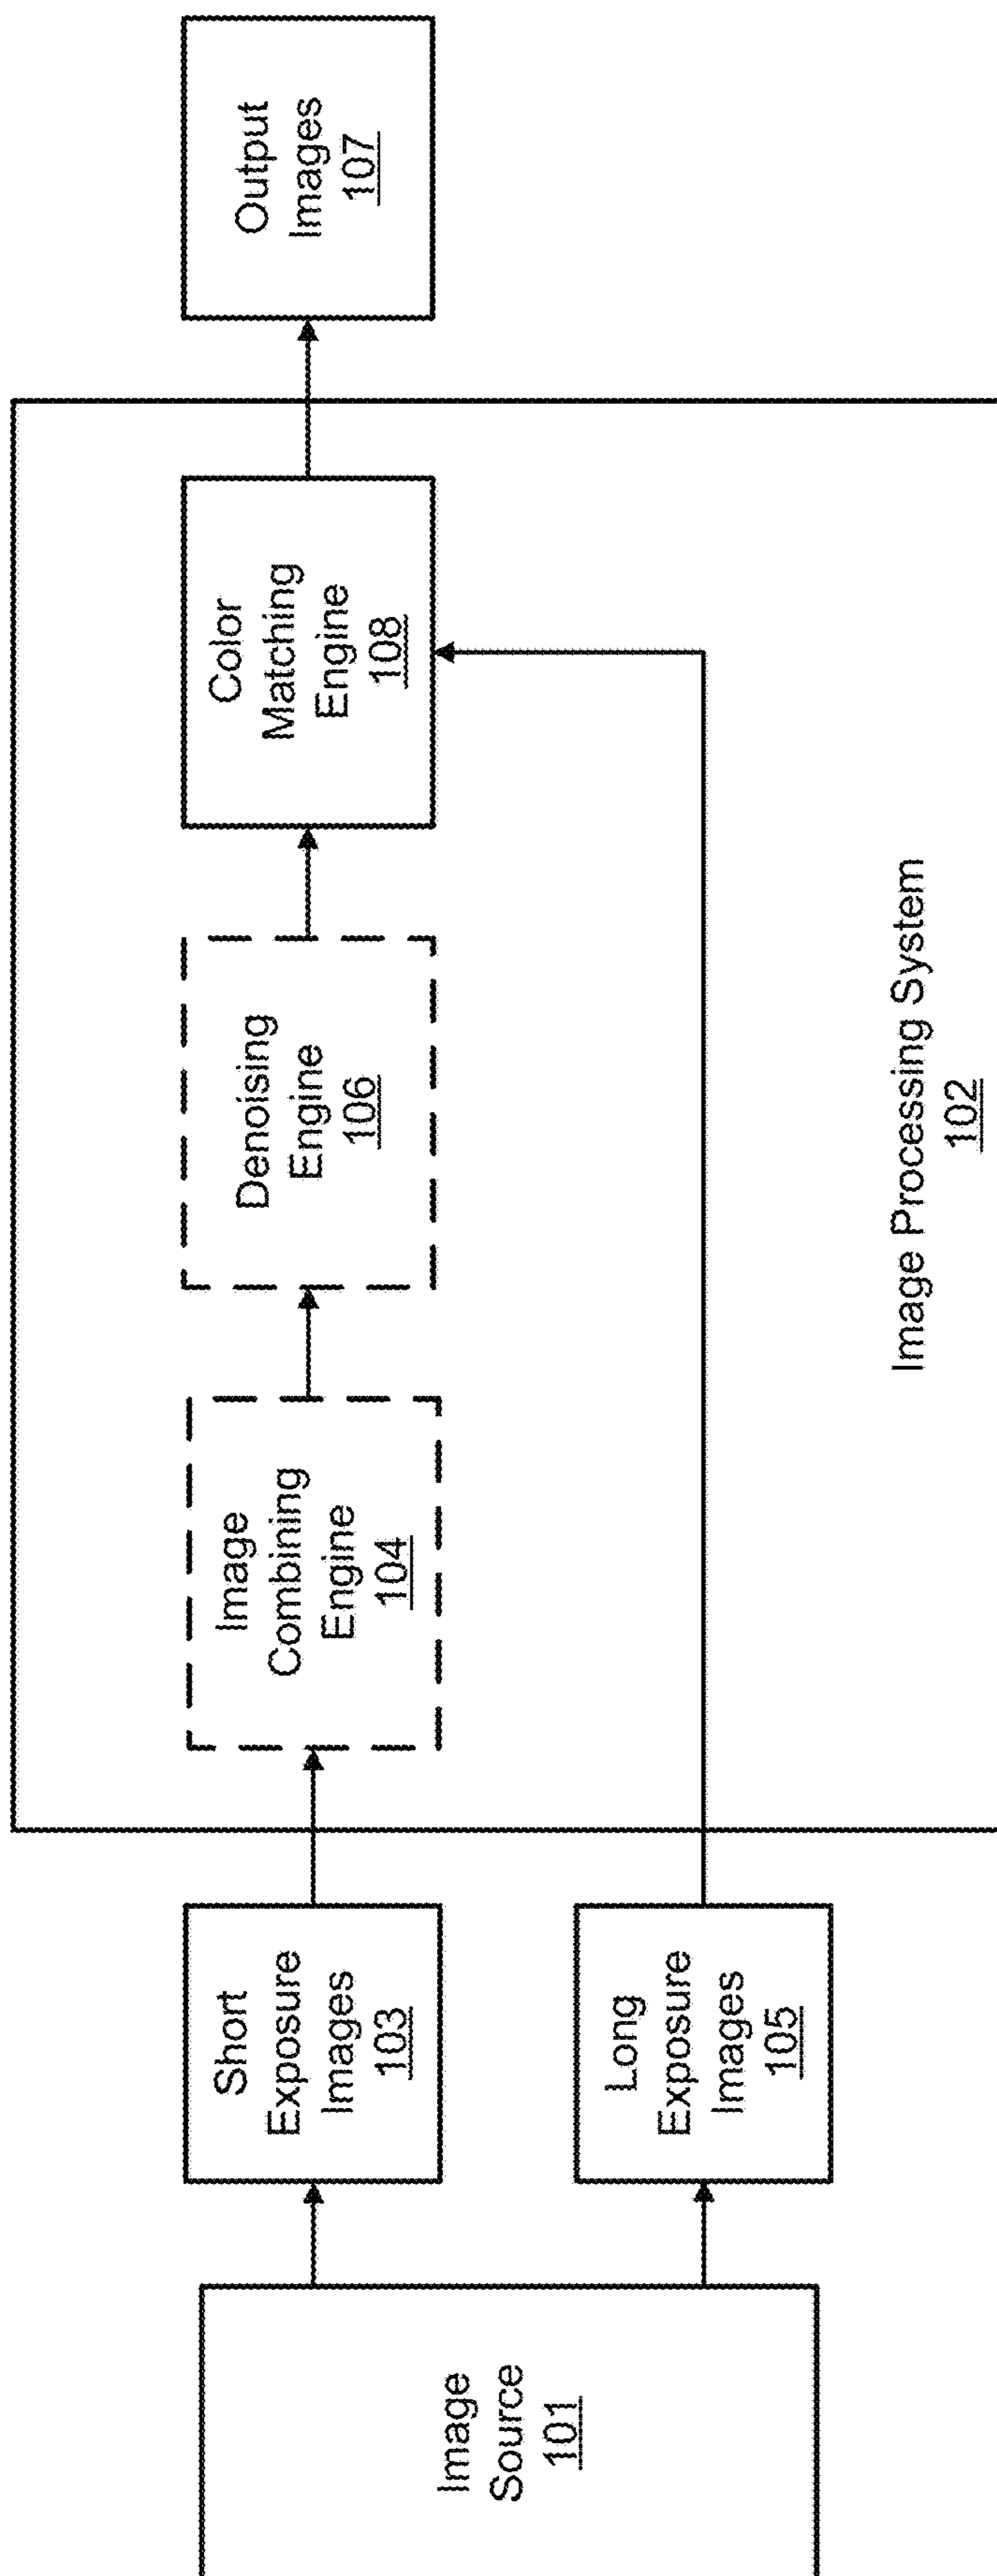 Image
Source
101
Short
Exposure
Images
103
Long
Exposure
Images
105
Image
Combining
Engine
104
Denoising
Engine
106
Color
Matching
Engine
108
Image Processing System
102
Output
Images
107